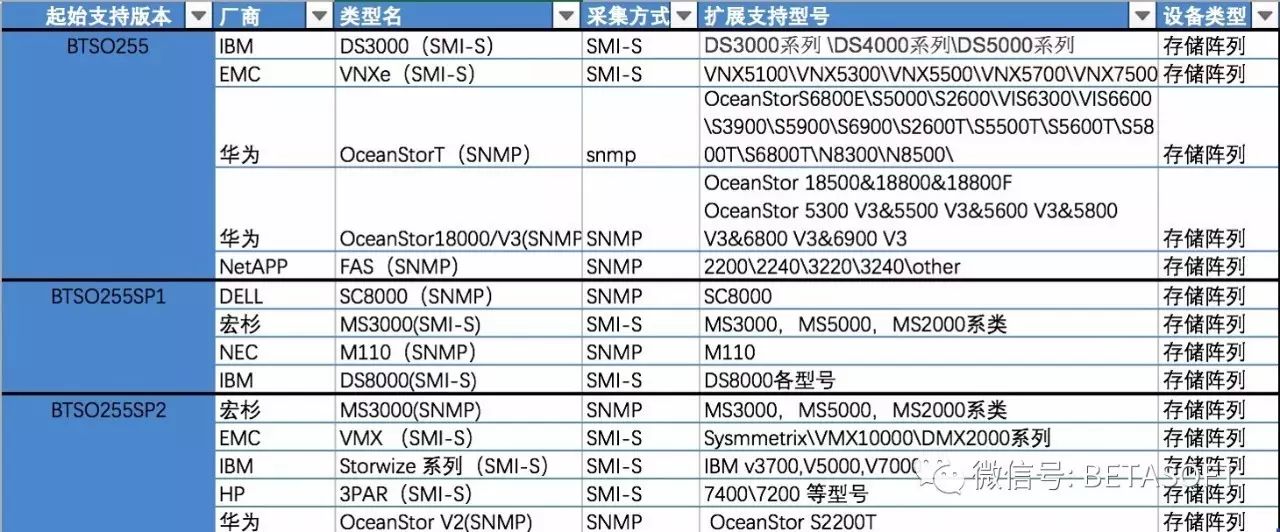 起始支持版本 厂商 类型名 采集方式 扩展支持型号 设备类型
BTSO255 IBM DS3000（SMI-S） SMI-S DS3000系列 \DS4000系列\DS5000系列 存储阵列
EMC VNXe（SMI-S） SMI-S VNX5100\VNX5300\VNX5500\VNX5700\VNX7500 存储阵列
OceanStorS6800E\S5000\S2600\VIS6300\VIS6600
\S3900\S5900\S6900\S2600T\S5500T\S5600T\S58
华为 OceanStorT（SNMP） snmp 00T\S6800T\N8300\N8500\ 存储阵列
OceanStor 18500&18800&18800F
OceanStor 5300 V3&5500 V3&5600 V3&5800
华为 OceanStor18000/V3(SNMP SNMP V3&6800 V3&6900 V3 存储阵列
NetAPP FAS（SNMP） SNMP 2200\2240\3220\3240\other 存储阵列
BTSO255SP1 DELL SC8000（SNMP） SNMP SC8000 存储阵列
宏杉 MS3000(SMI-S) SMI-S MS3000，MS5000，MS2000系类 存储阵列
NEC M110（SNMP） SNMP M110 存储阵列
IBM DS8000(SMI-S) SMI-S DS8000各型号 存储阵列
BTSO255SP2 宏杉 MS3000(SNMP) SNMP MS3000，MS5000，MS2000系类 存储阵列
EMC VMX （SMI-S） SMI-S Sysmmetrix\VMX10000\DMX2000系列 存储阵列
IBM Storwize 系列（SMI-S） SMI-S IBM v3700,V5000,V7000 存储阵列
微信号: BETASOFT
HP 3PAR（SMI-S） SMI-S 7400\7200 等型号 存储阵列
华为 OceanStor V2(SNMP) SNMP OceanStor S2200T 存储阵列